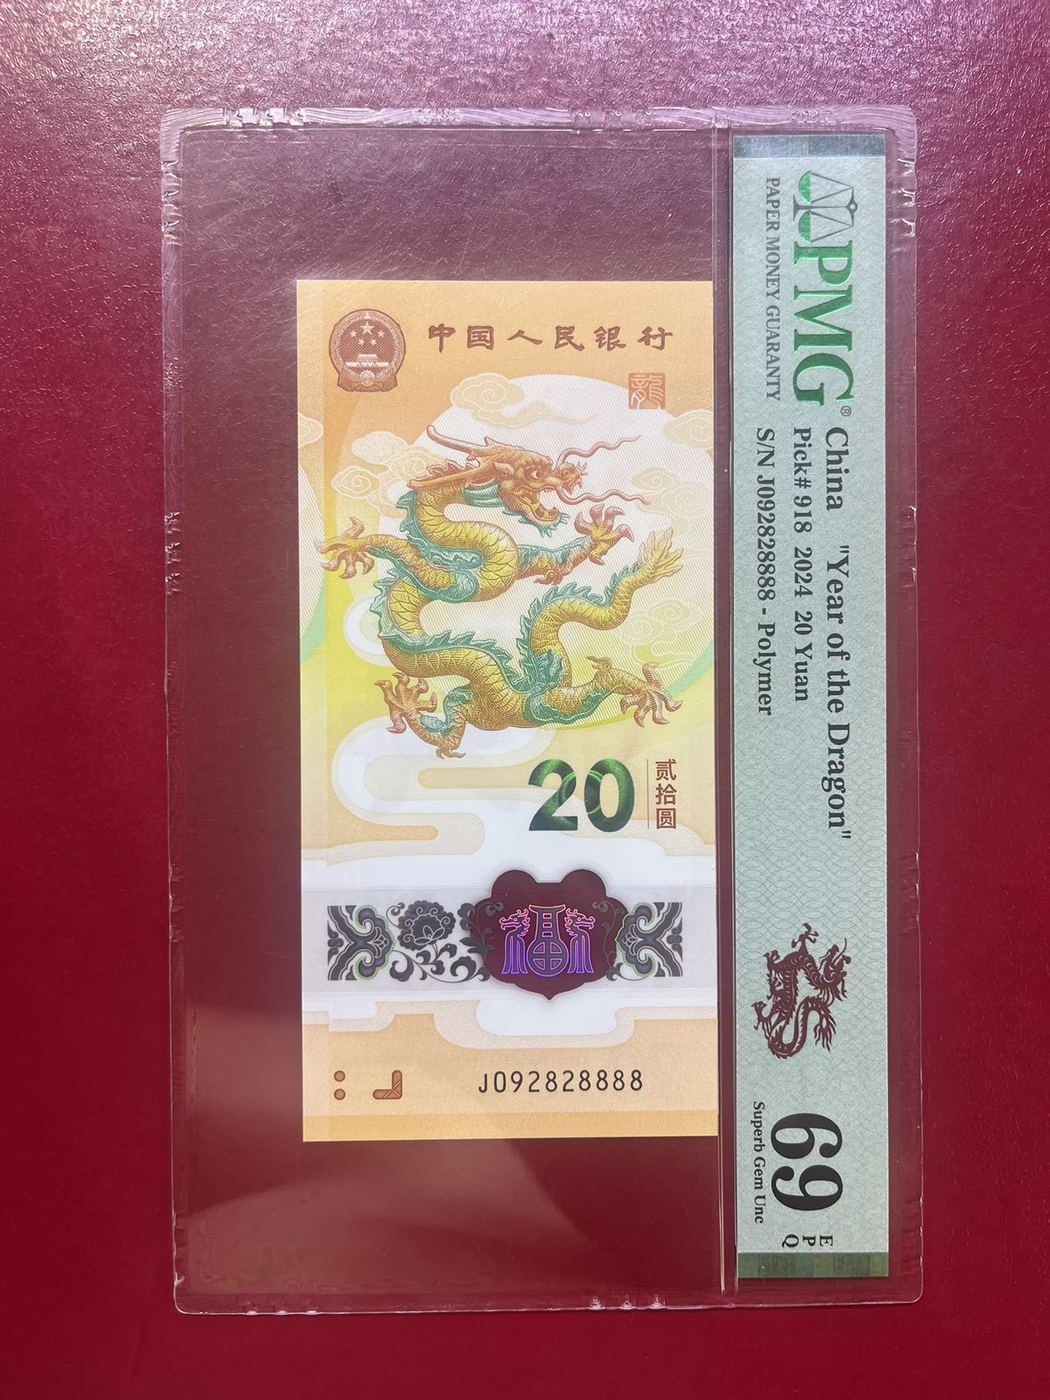 中国人民银行
龍
20
贰拾圆
福
J092828888
PMG®
PAPER MONEY GUARANTY
China "Year of the Dragon"
Pick# 918 2024 20 Yuan
S/N J092828888 - Polymer
69
EPQ
Superb Gem Unc